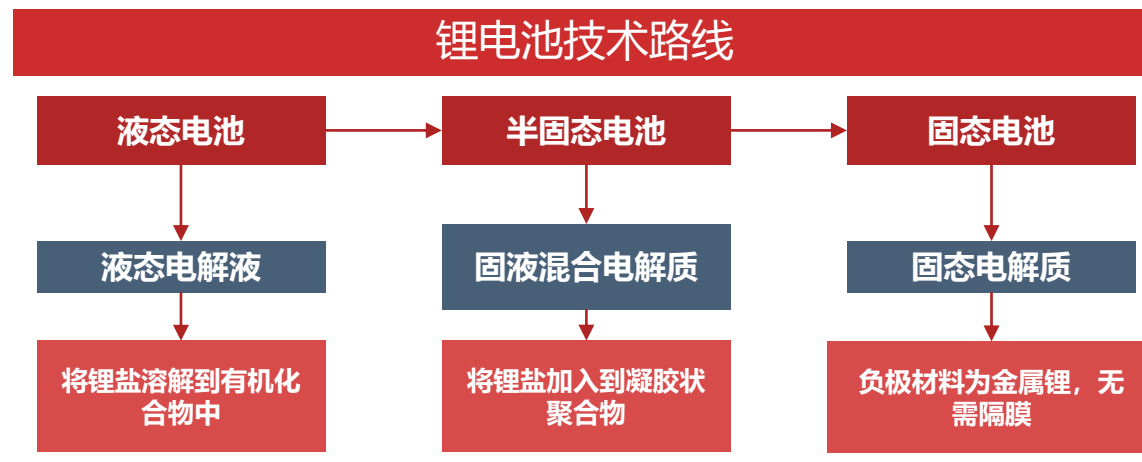 锂电池技术路线
液态电池
半固态电池
固态电池
液态电解液
固液混合电解质
固态电解质
将锂盐溶解到有机化
合物中
将锂盐加入到凝胶状
聚合物
负极材料为金属锂，无
需隔膜